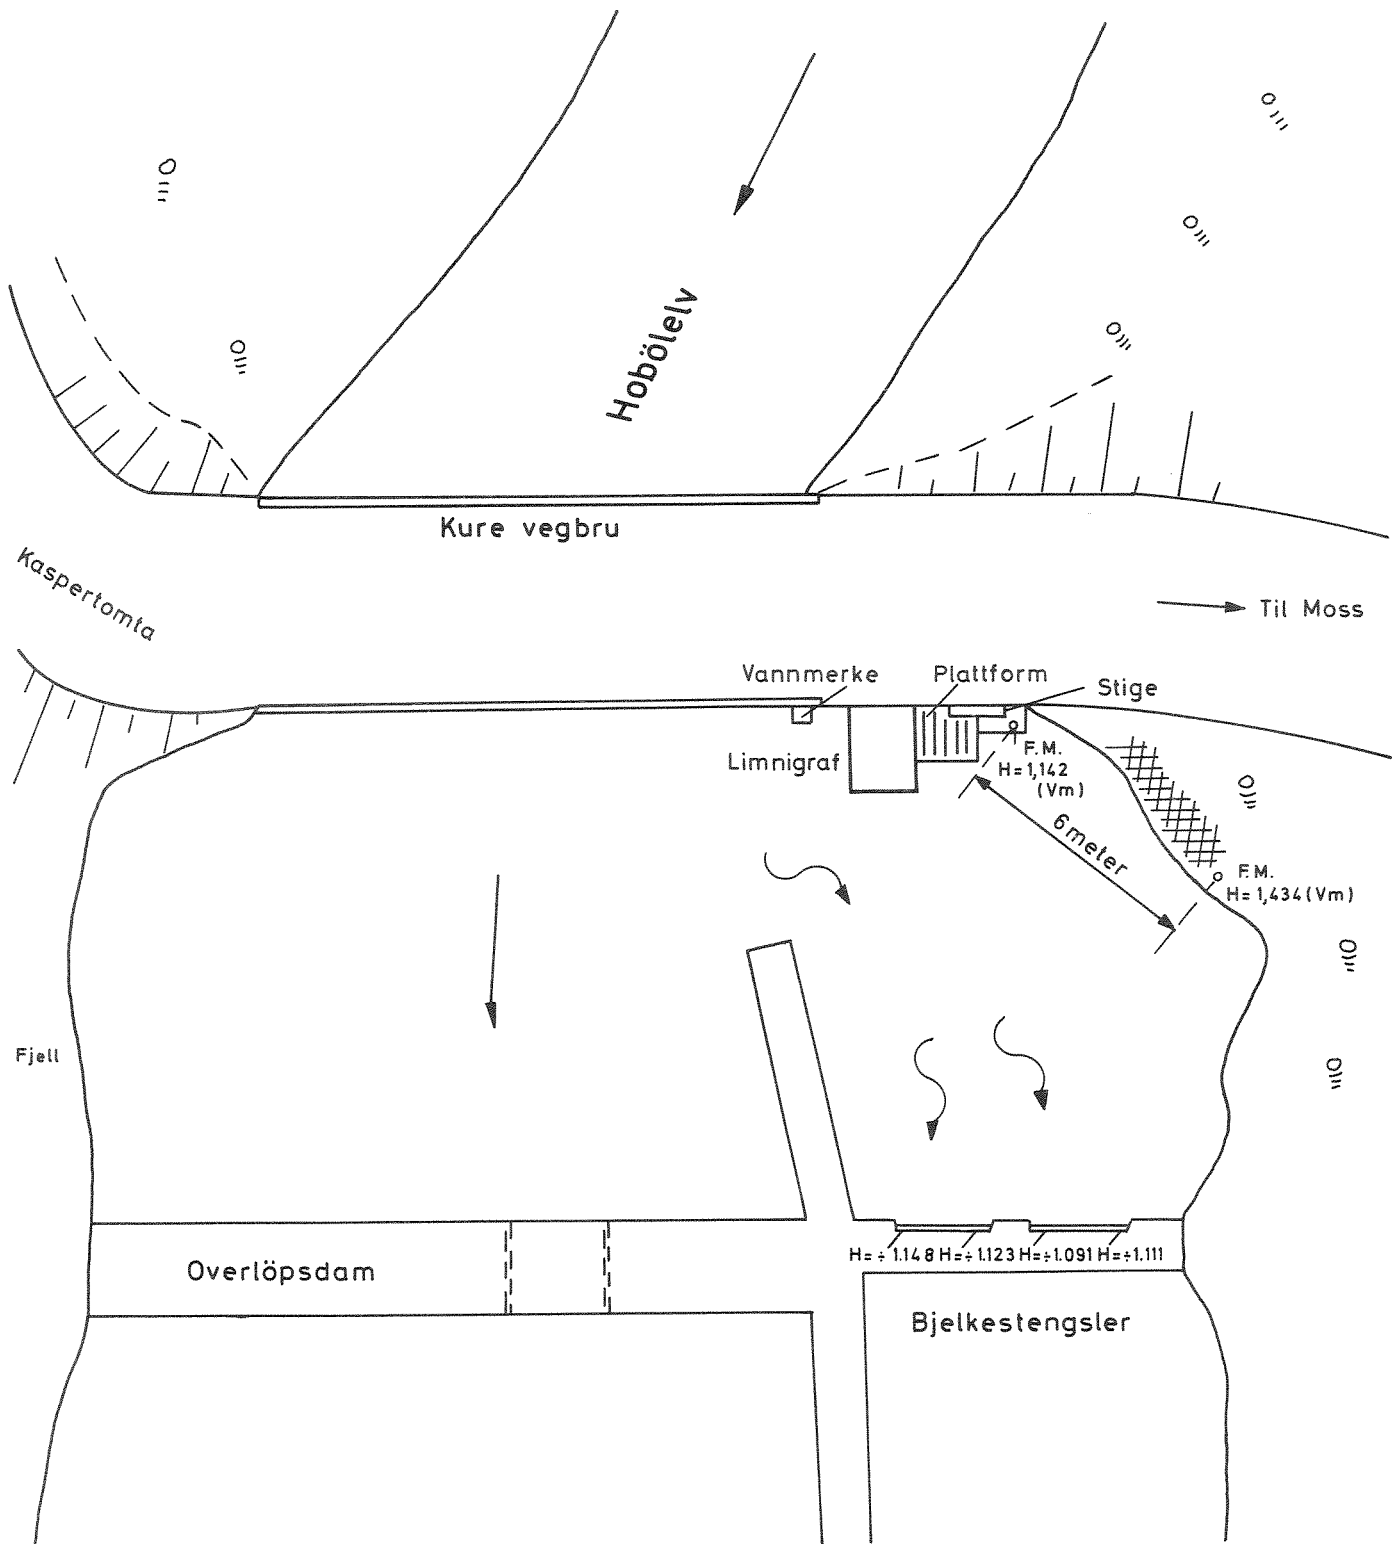 Hobölelv
Kure vegbru
Kaspertomta
Til Moss
Vannmerke
Plattform
Stige
Limnigraf
F.M.
H=1,142
(Vm)
6 meter
F.M.
H=1,434 (Vm)
Fjell
H=÷1.148 H=÷1.123 H=÷1.091 H=÷1.111
Overlöpsdam
Bjelkestengsler